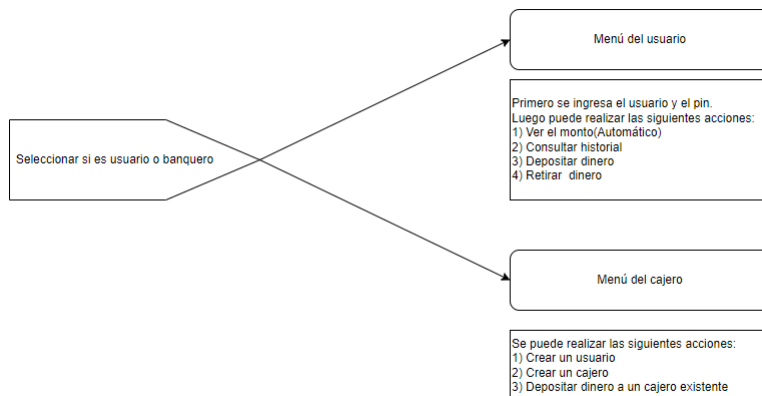 Menú del usuario
Primero se ingresa el usuario y el pin.
Luego puede realizar las siguientes acciones:
1) Ver el monto(Automático)
2) Consultar historial
3) Depositar dinero
4) Retirar dinero
Seleccionar si es usuario o banquero
Menú del cajero
Se puede realizar las siguientes acciones:
1) Crear un usuario
2) Crear un cajero
3) Depositar dinero a un cajero existente